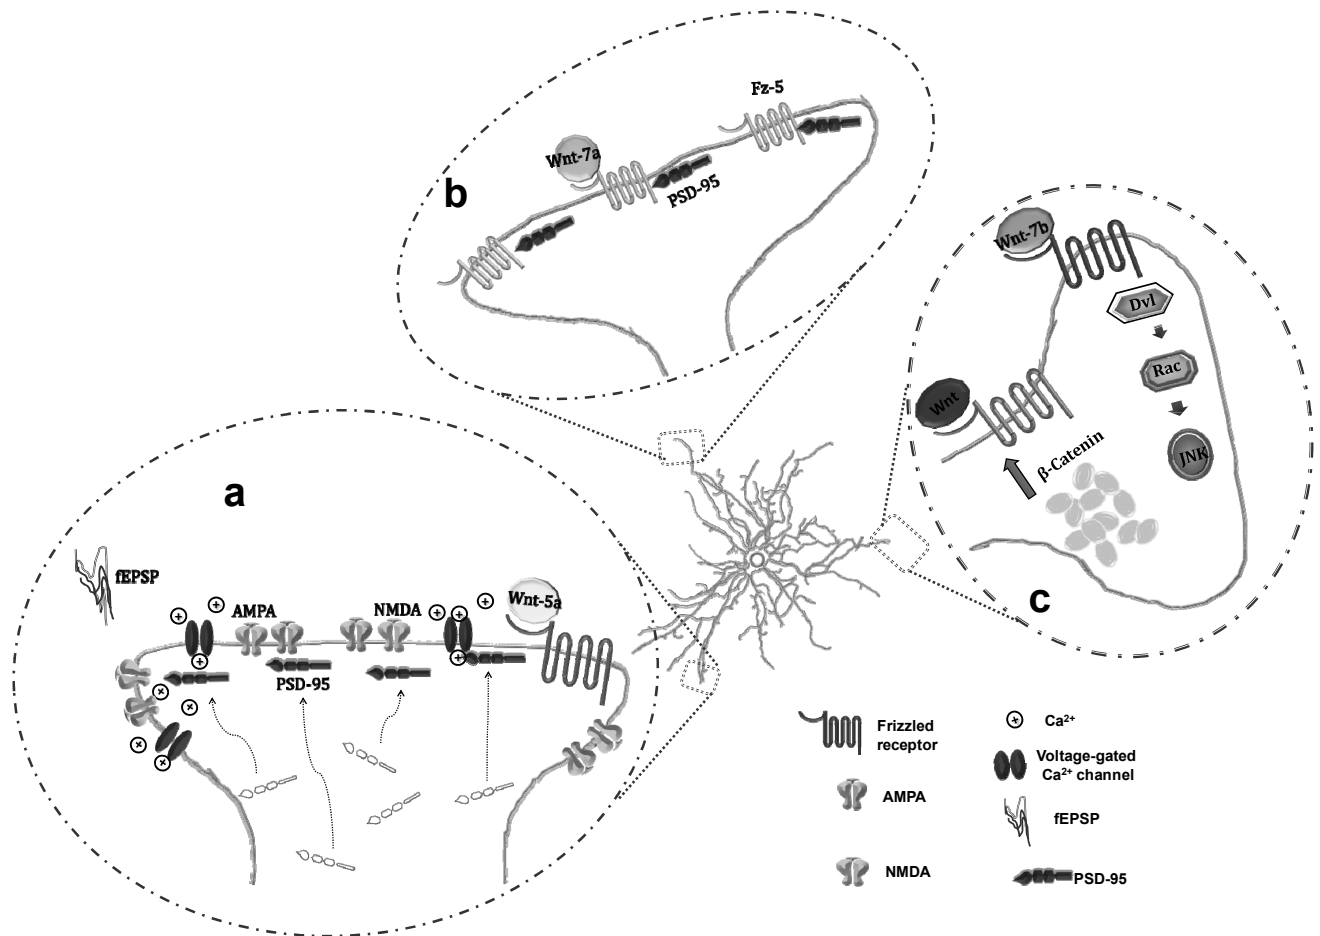 Fz-5
Wnt-7a
b
PSD-95
Wnt-7b
Dvl
Rac
Wnt
JNK
β-Catenin
c
a
fEPSP
AMPA
NMDA
Wnt-5a
PSD-95
Frizzled
receptor
AMPA
NMDA
Ca²⁺
Voltage-gated
Ca²⁺ channel
fEPSP
PSD-95